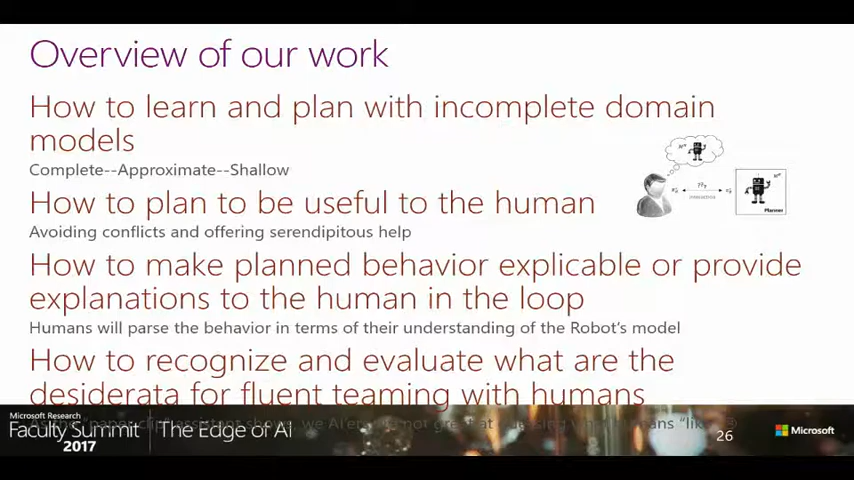 Overview of our work
How to learn and plan with incomplete domain
models
Complete--Approximate--Shallow
How to plan to be useful to the human
Avoiding conflicts and offering serendipitous help
How to make planned behavior explicable or provide
explanations to the human in the loop
Humans will parse the behavior in terms of their understanding of the Robot's model
How to recognize and evaluate what are the
desiderata for fluent teaming with humans
Planner
Microsoft Research
Faculty Summit
2017
The Edge of AI
26
Microsoft